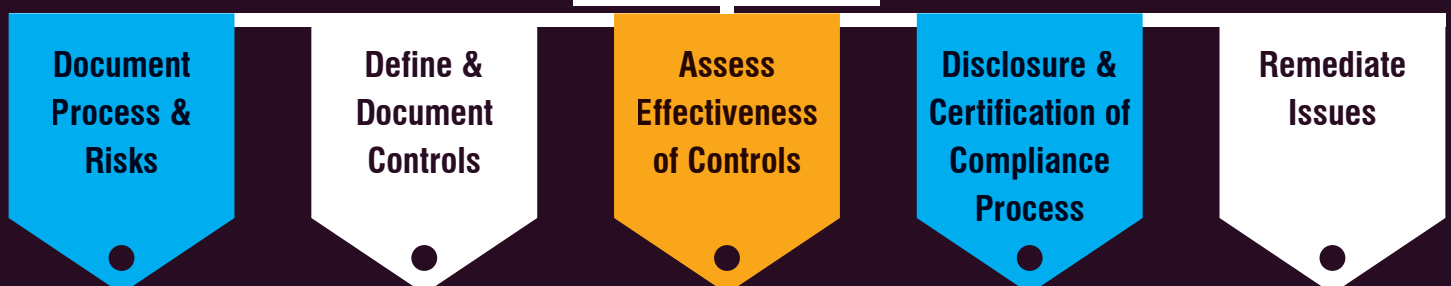 Document
Process &
Risks
Define &
Document
Controls
Assess
Effectiveness
of Controls
Disclosure &
Certification of
Compliance
Process
Remediate
Issues